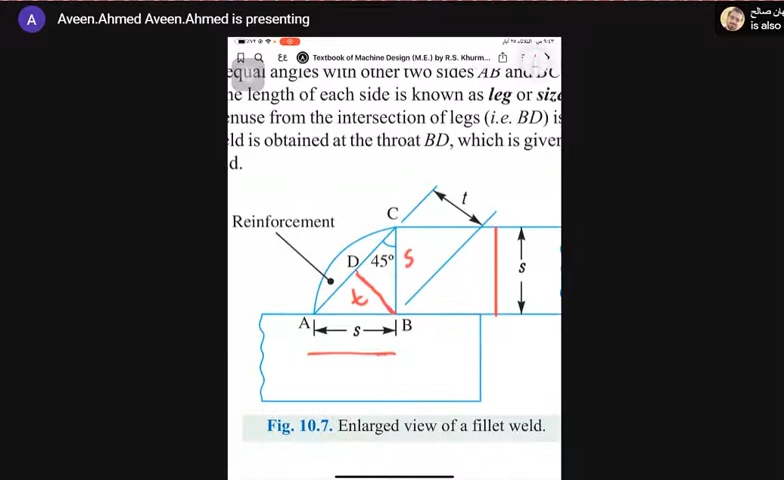 A Aveen.Ahmed Aveen.Ahmed is presenting
صالح
is also
Textbook of Machine Design (M.E.) by R.S. Khurm...
equal angles with other two sides AB and BC
he length of each side is known as leg or size
enuse from the intersection of legs (i.e. BD) is
ld is obtained at the throat BD, which is given
d.
t
C
Reinforcement
D 45° s s
t
A s B
Fig. 10.7. Enlarged view of a fillet weld.